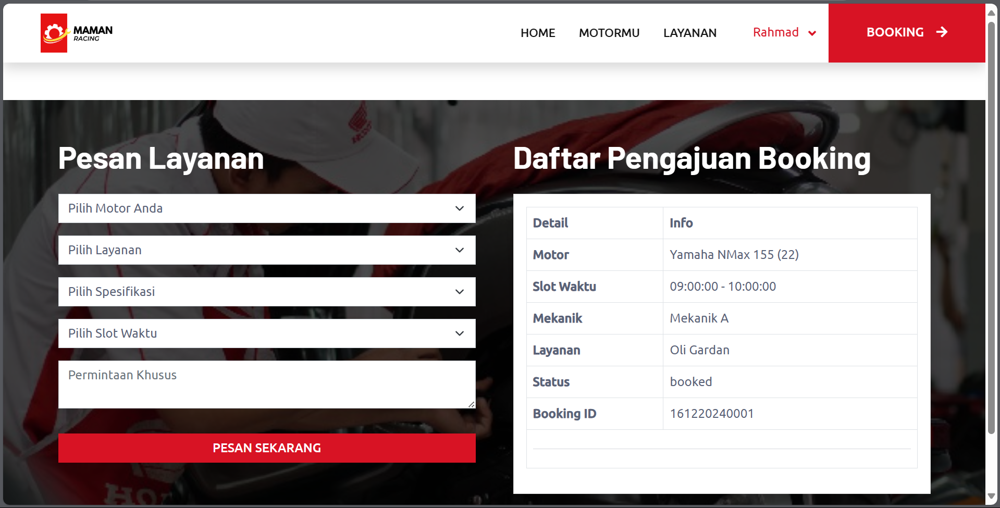 MAMAN
RACING
HOME
MOTORMU
LAYANAN
Rahmad
BOOKING
Pesan Layanan
Pilih Motor Anda
Pilih Layanan
Pilih Spesifikasi
Pilih Slot Waktu
Permintaan Khusus
PESAN SEKARANG
Daftar Pengajuan Booking
Detail Info
Motor Yamaha NMax 155 (22)
Slot Waktu 09:00:00 - 10:00:00
Mekanik Mekanik A
Layanan Oli Gardan
Status booked
Booking ID 161220240001